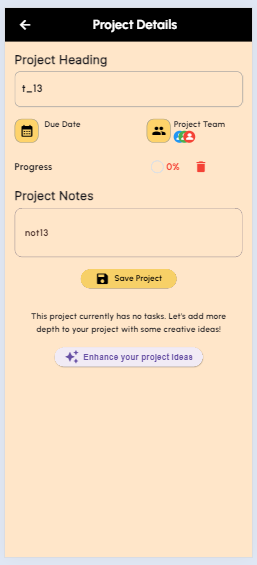 Project Details
Project Heading
t_13
Due Date
Project Team
Progress
0%
Project Notes
not13
Save Project
This project currently has no tasks. Let's add more
depth to your project with some creative ideas!
Enhance your project Ideas